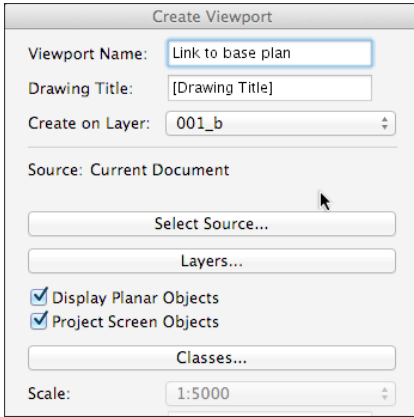 Create Viewport
Viewport Name: Link to base plan
Drawing Title: [Drawing Title]
Create on Layer: 001_b
Source: Current Document
Select Source...
Layers...
Display Planar Objects
Project Screen Objects
Classes...
Scale: 1:5000